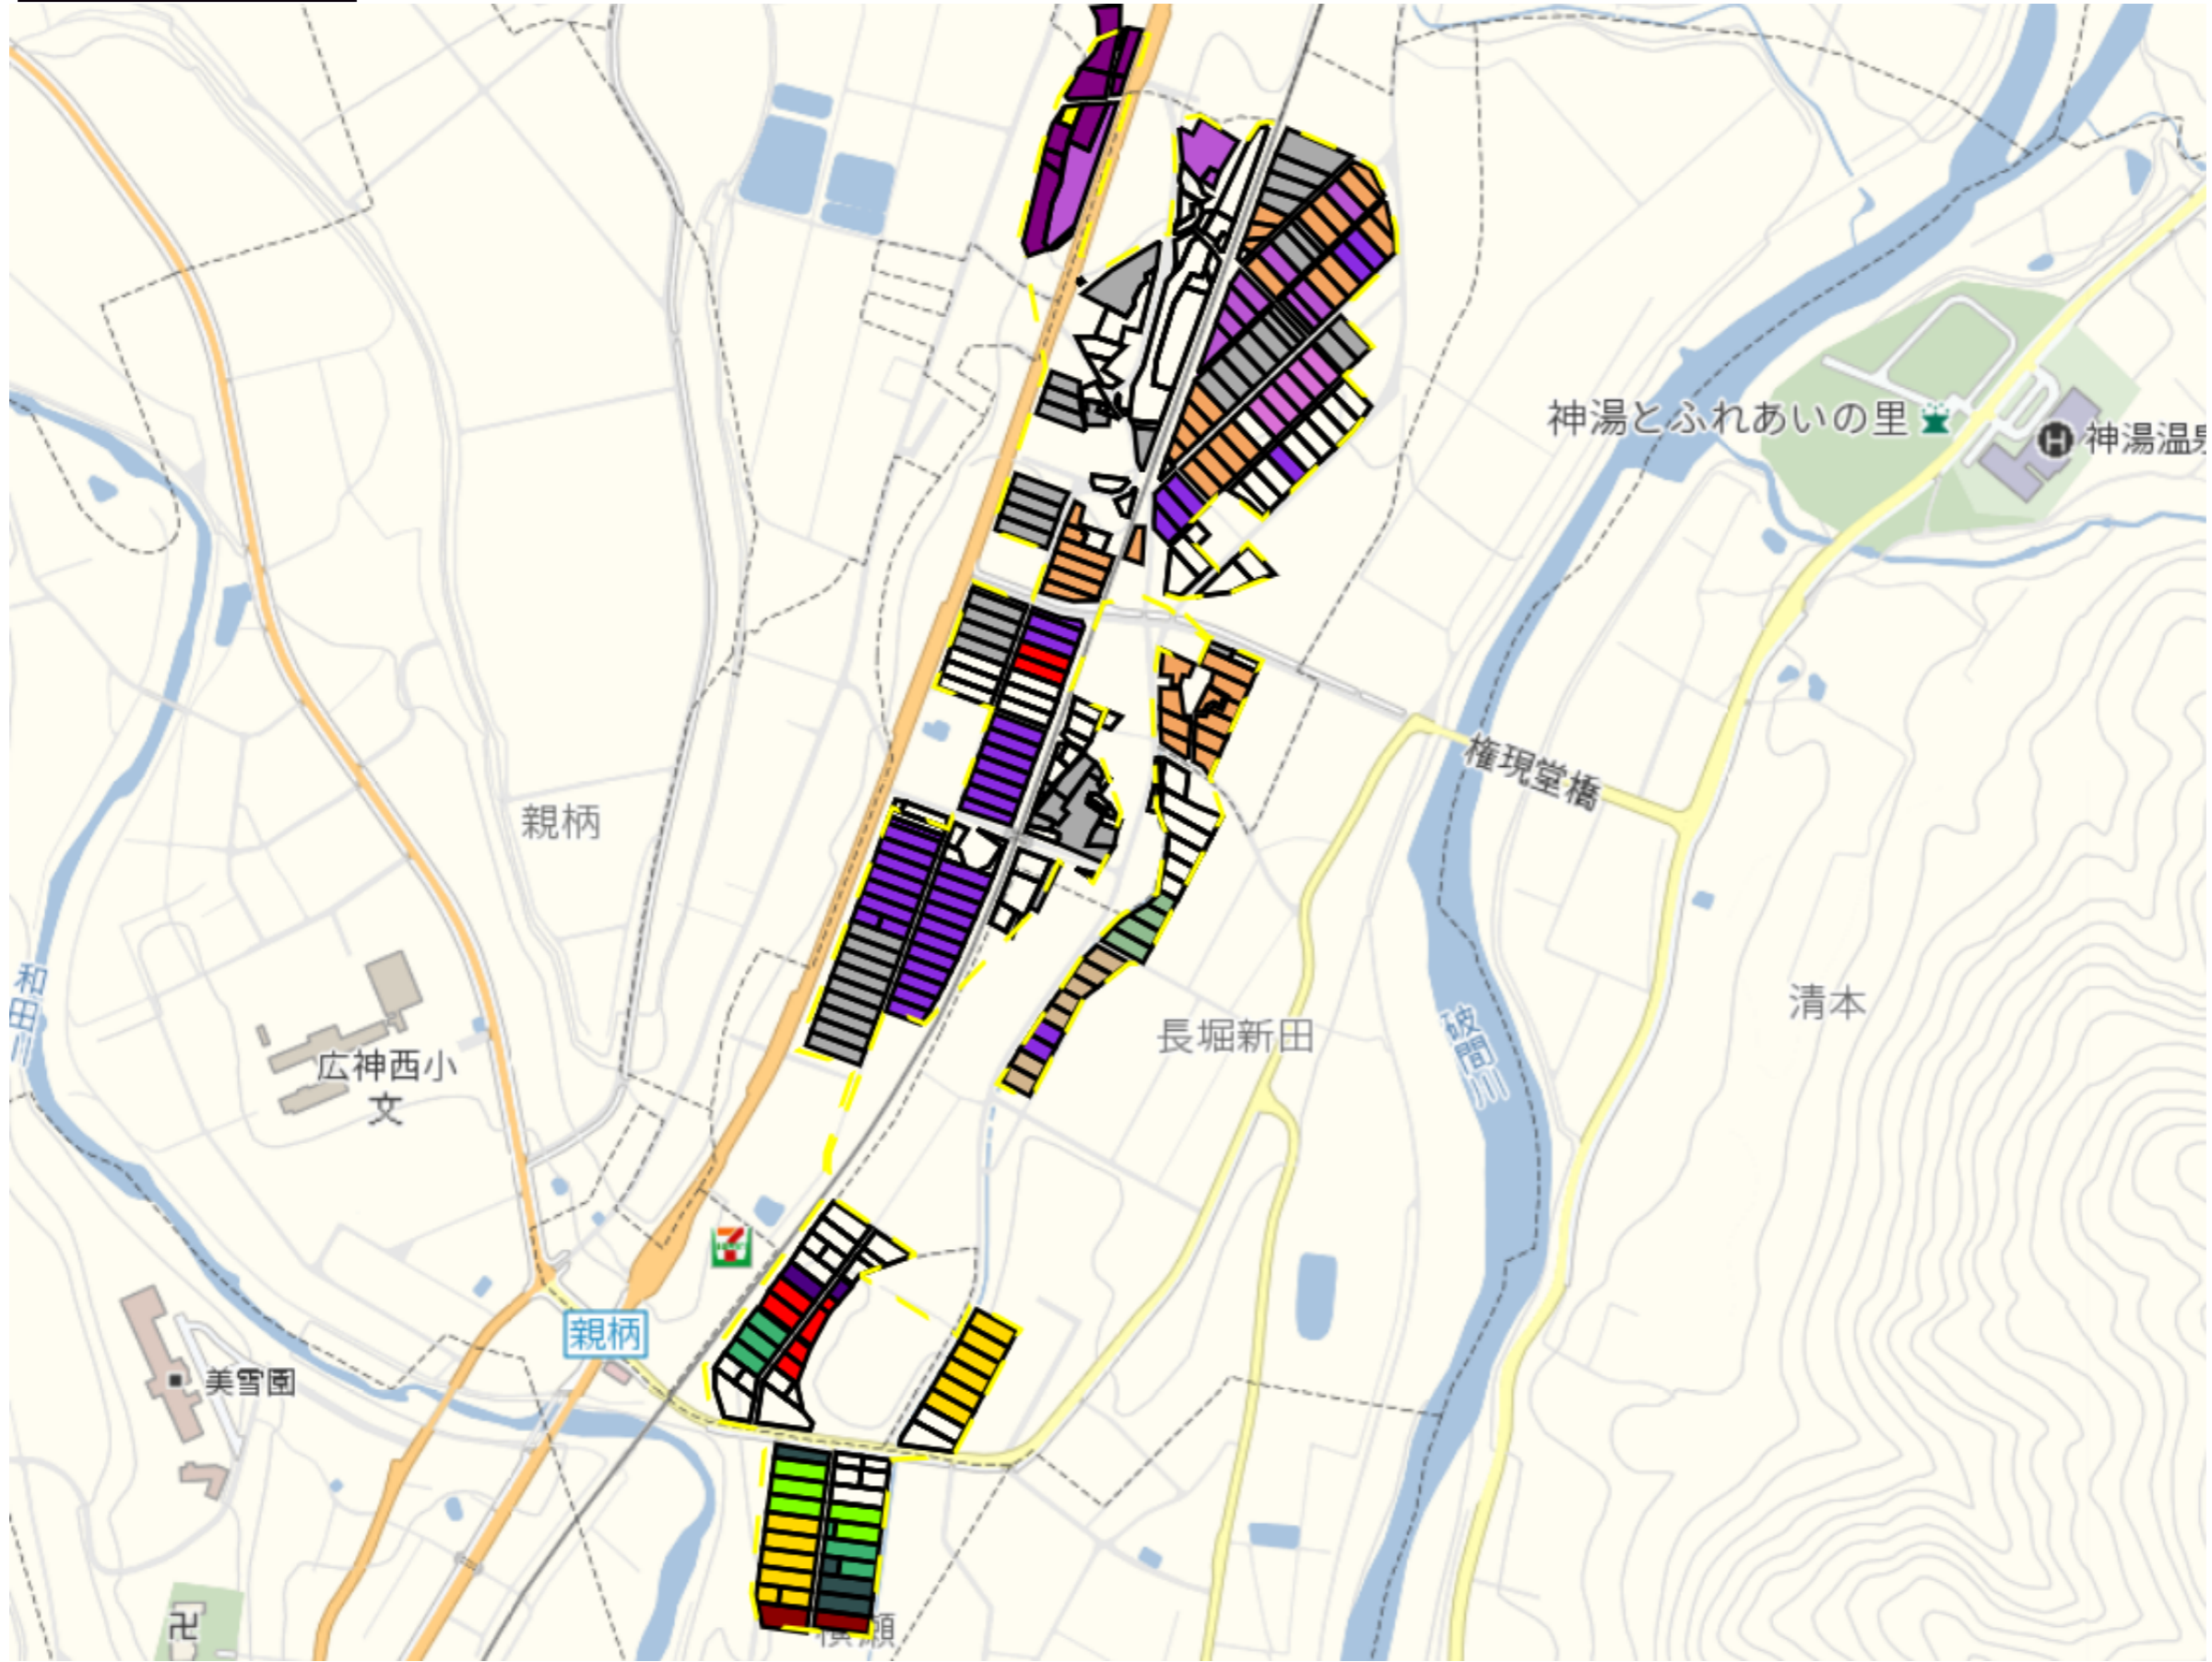 神湯とふれあいの里
神湯温泉
権現堂橋
親柄
和田川
清本
長堀新田
破間川
広神西小
文
親柄
美雪園
卍
横瀬